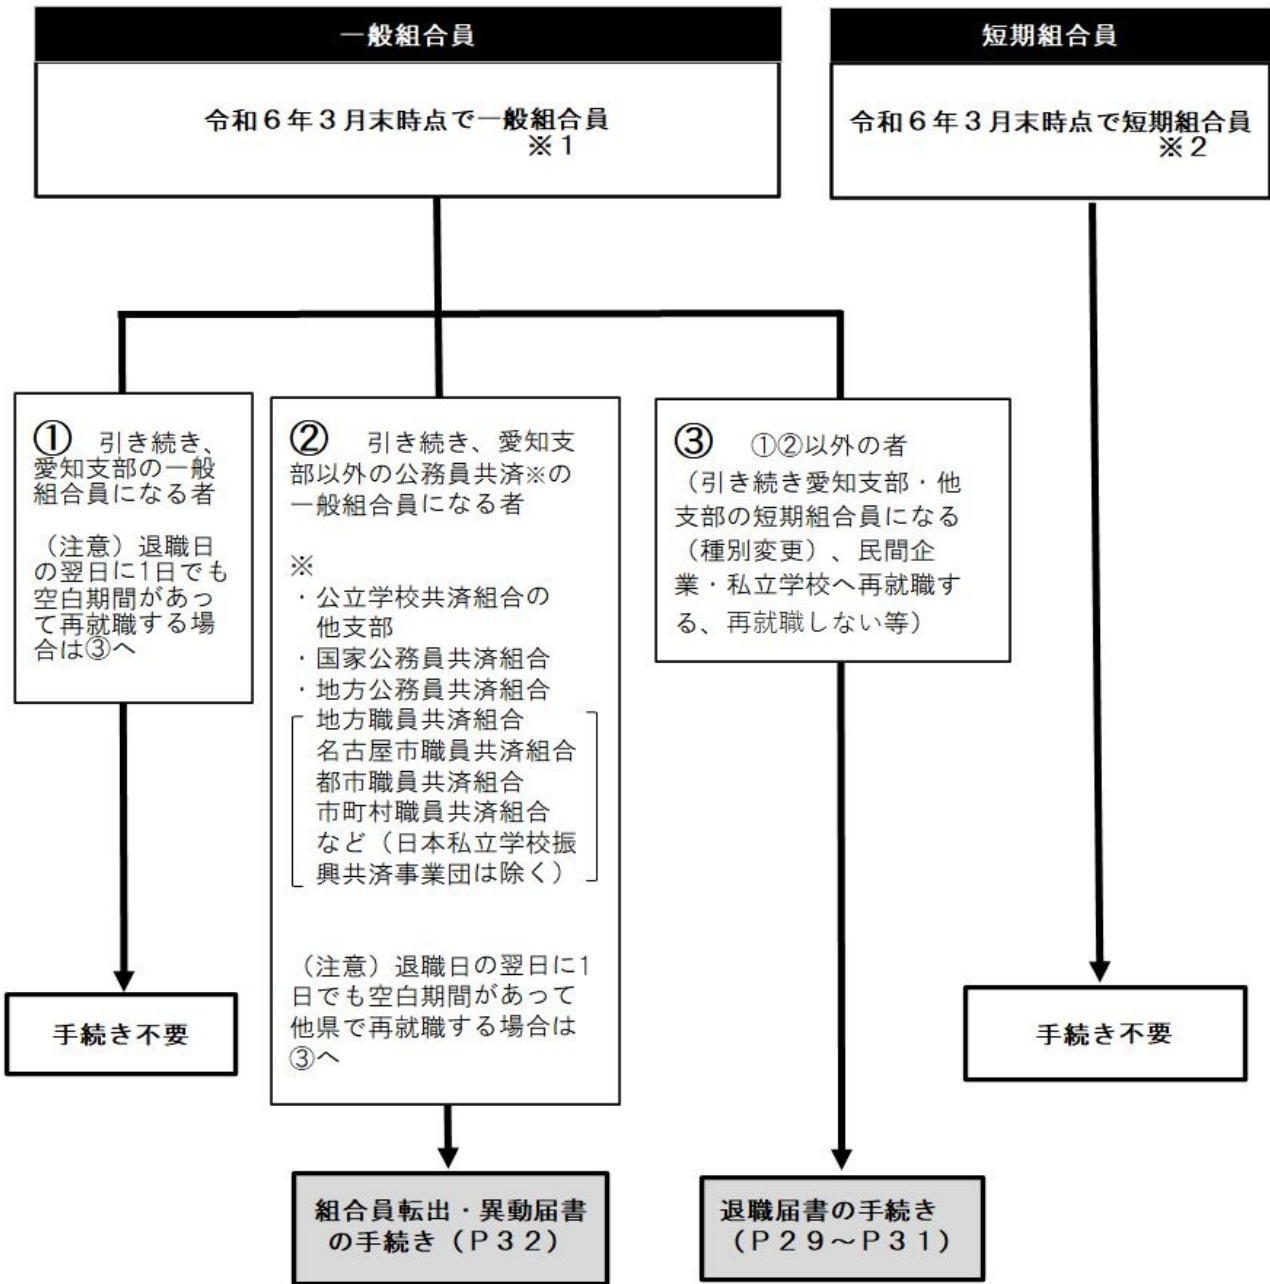 一般組合員
令和６年３月末時点で一般組合員
※１
短期組合員
令和６年３月末時点で短期組合員
※２
① 引き続き、
愛知支部の一般
組合員になる者
（注意）退職日
の翌日に1日でも
空白期間があっ
て再就職する場
合は③へ
手続き不要
② 引き続き、愛知支
部以外の公務員共済※の
一般組合員になる者
※
・公立学校共済組合の
他支部
・国家公務員共済組合
・地方公務員共済組合
地方職員共済組合
名古屋市職員共済組合
都市職員共済組合
市町村職員共済組合
など（日本私立学校振
興共済事業団は除く）
（注意）退職日の翌日に1
日でも空白期間があって
他県で再就職する場合は
③へ
組合員転出・異動届書
の手続き（Ｐ３２）
③ ①②以外の者
（引き続き愛知支部・他
支部の短期組合員になる
（種別変更）、民間企
業・私立学校へ再就職す
る、再就職しない等）
退職届書の手続き
（Ｐ２９～Ｐ３１）
手続き不要